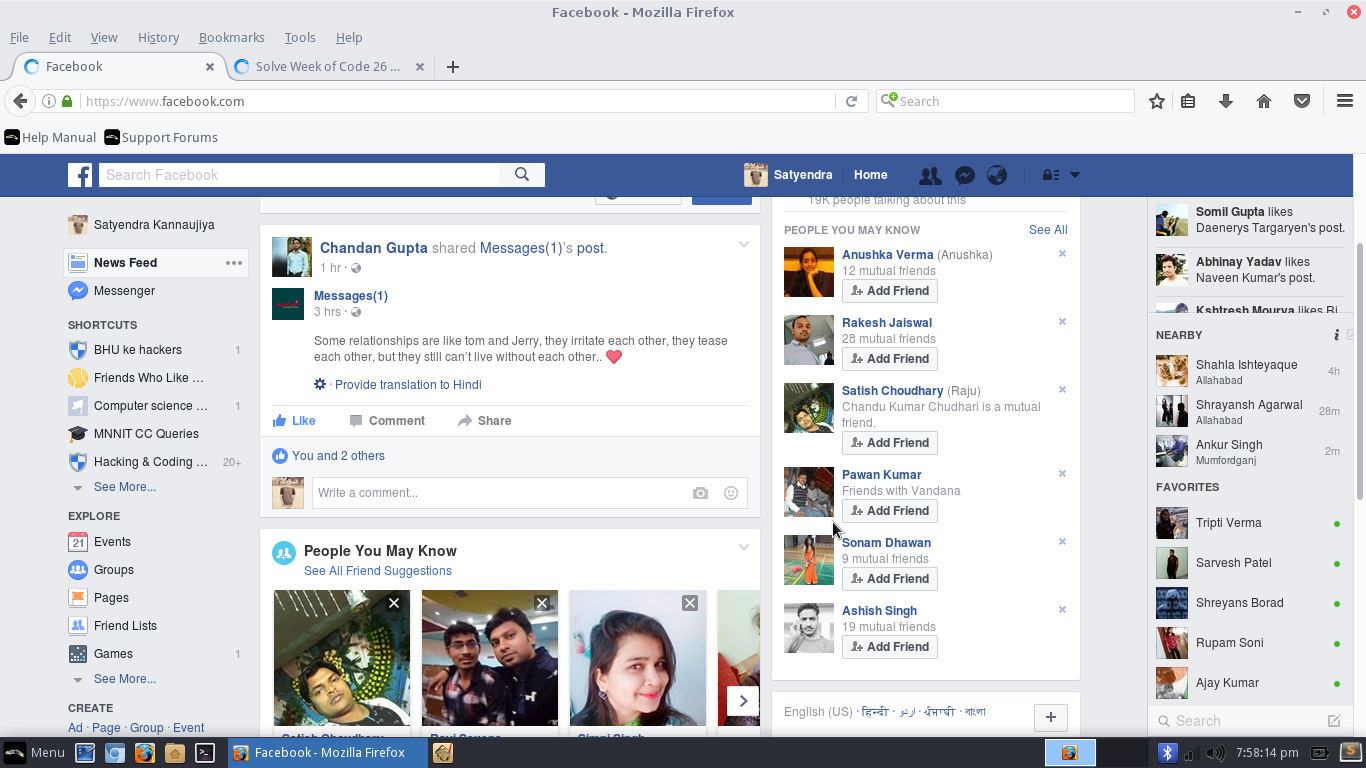 Facebook - Mozilla Firefox
File Edit View History Bookmarks Tools Help
Facebook
Solve Week of Code 26 ...
https://www.facebook.com
Search
Help Manual
Support Forums
Search Facebook
Satyendra
Home
Satyendra Kannaujiya
News Feed
Messenger
SHORTCUTS
BHU ke hackers 1
Friends Who Like ...
Computer science ... 1
MNNIT CC Queries
Hacking & Coding ... 20+
See More...
EXPLORE
21 Events
Groups
Pages
Friend Lists
Games 1
See More...
CREATE
Ad · Page · Group · Event
Chandan Gupta shared Messages(1)'s post.
1 hr ·
Messages(1)
3 hrs ·
Some relationships are like tom and Jerry, they irritate each other, they tease
each other, but they still can't live without each other.. ❤
· Provide translation to Hindi
Like Comment Share
You and 2 others
Write a comment...
People You May Know
See All Friend Suggestions
Satish Choudhary
Simpi Singh
19K people talking about this
PEOPLE YOU MAY KNOW See All
Anushka Verma (Anushka)
12 mutual friends
Add Friend
Rakesh Jaiswal
28 mutual friends
Add Friend
Satish Choudhary (Raju)
Chandu Kumar Chudhari is a mutual
friend.
Add Friend
Pawan Kumar
Friends with Vandana
Add Friend
Sonam Dhawan
9 mutual friends
Add Friend
Ashish Singh
19 mutual friends
Add Friend
English (US) · हिन्दी · اردو · ਪੰਜਾਬੀ · বাংলা
Somil Gupta likes
Daenerys Targaryen's post.
Abhinay Yadav likes
Naveen Kumar's post.
Kshtresh Mourya likes Ri
NEARBY
Shahla Ishteyaque 4h
Allahabad
Shrayansh Agarwal 28m
Allahabad
Ankur Singh 2m
Mumfordganj
FAVORITES
Tripti Verma
Sarvesh Patel
Shreyans Borad
Rupam Soni
Ajay Kumar
Search
Menu
Facebook - Mozilla Firefox
7:58:14 pm